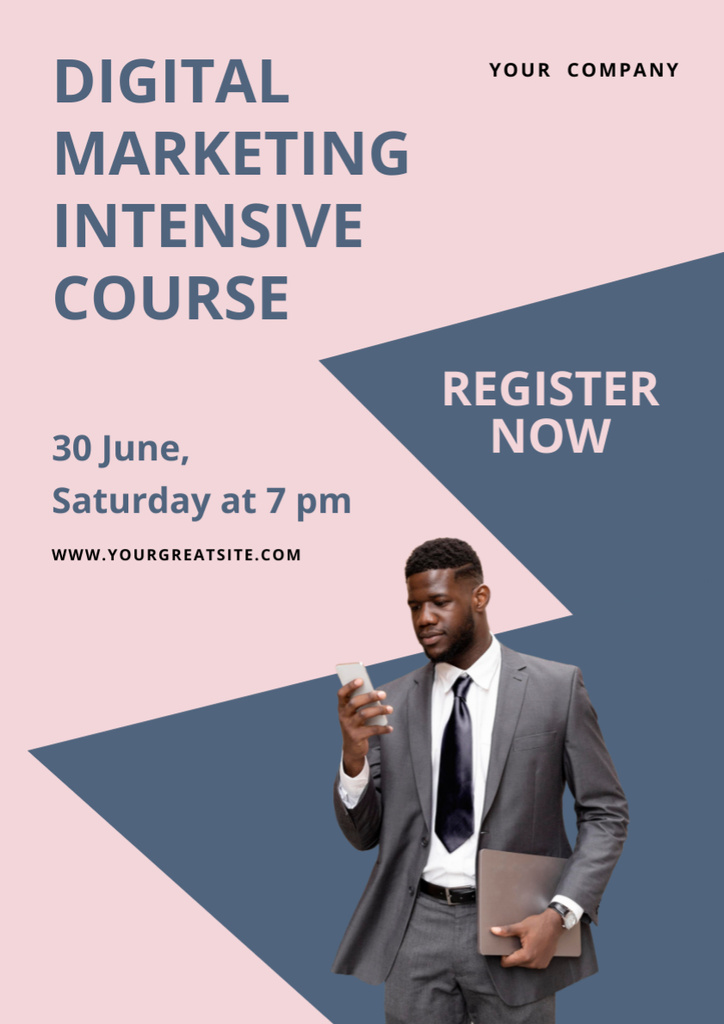 DIGITAL
MARKETING
INTENSIVE
COURSE
YOUR COMPANY
REGISTER
NOW
30 June,
Saturday at 7 pm
WWW.YOURGREATSITE.COM